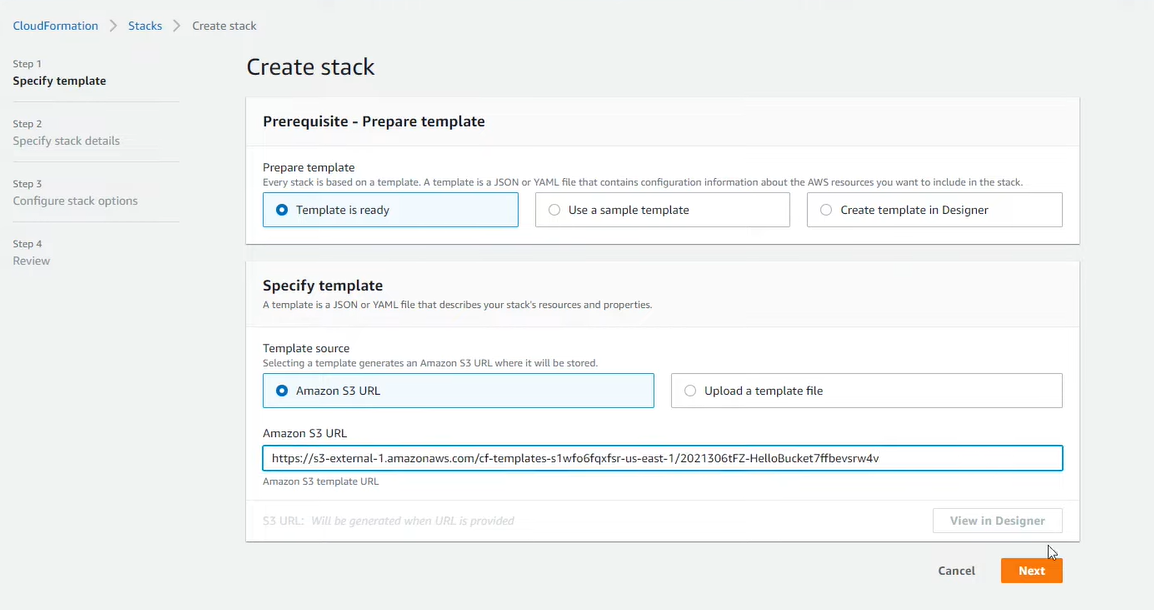 CloudFormation > Stacks > Create stack
Step 1
Specify template
Step 2
Specify stack details
Step 3
Configure stack options
Step 4
Review
Create stack
Prerequisite - Prepare template
Prepare template
Every stack is based on a template. A template is a JSON or YAML file that contains configuration information about the AWS resources you want to include in the stack.
Template is ready
Use a sample template
Create template in Designer
Specify template
A template is a JSON or YAML file that describes your stack's resources and properties.
Template source
Selecting a template generates an Amazon S3 URL where it will be stored.
Amazon S3 URL
Upload a template file
Amazon S3 URL
https://s3-external-1.amazonaws.com/cf-templates-s1wfo6fqxfsr-us-east-1/2021306tFZ-HelloBucket7ffbevsrw4v
Amazon S3 template URL
S3 URL: Will be generated when URL is provided
View in Designer
Cancel
Next